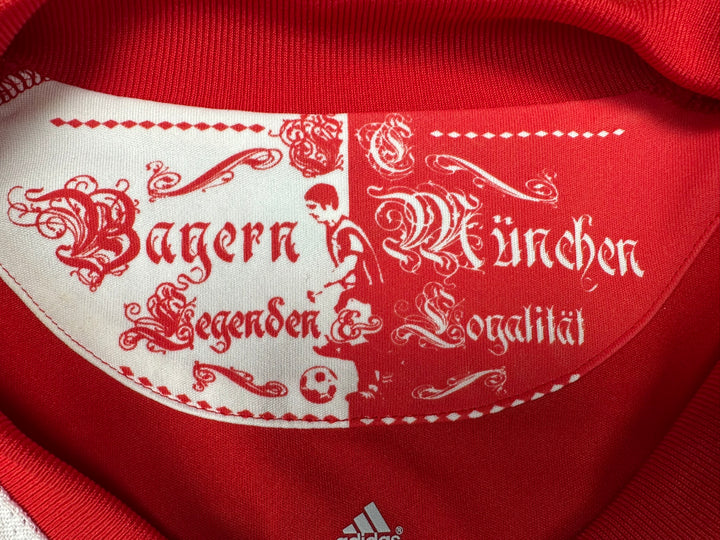 F C
Bayern München
Legenden & Loyalität
adidas®